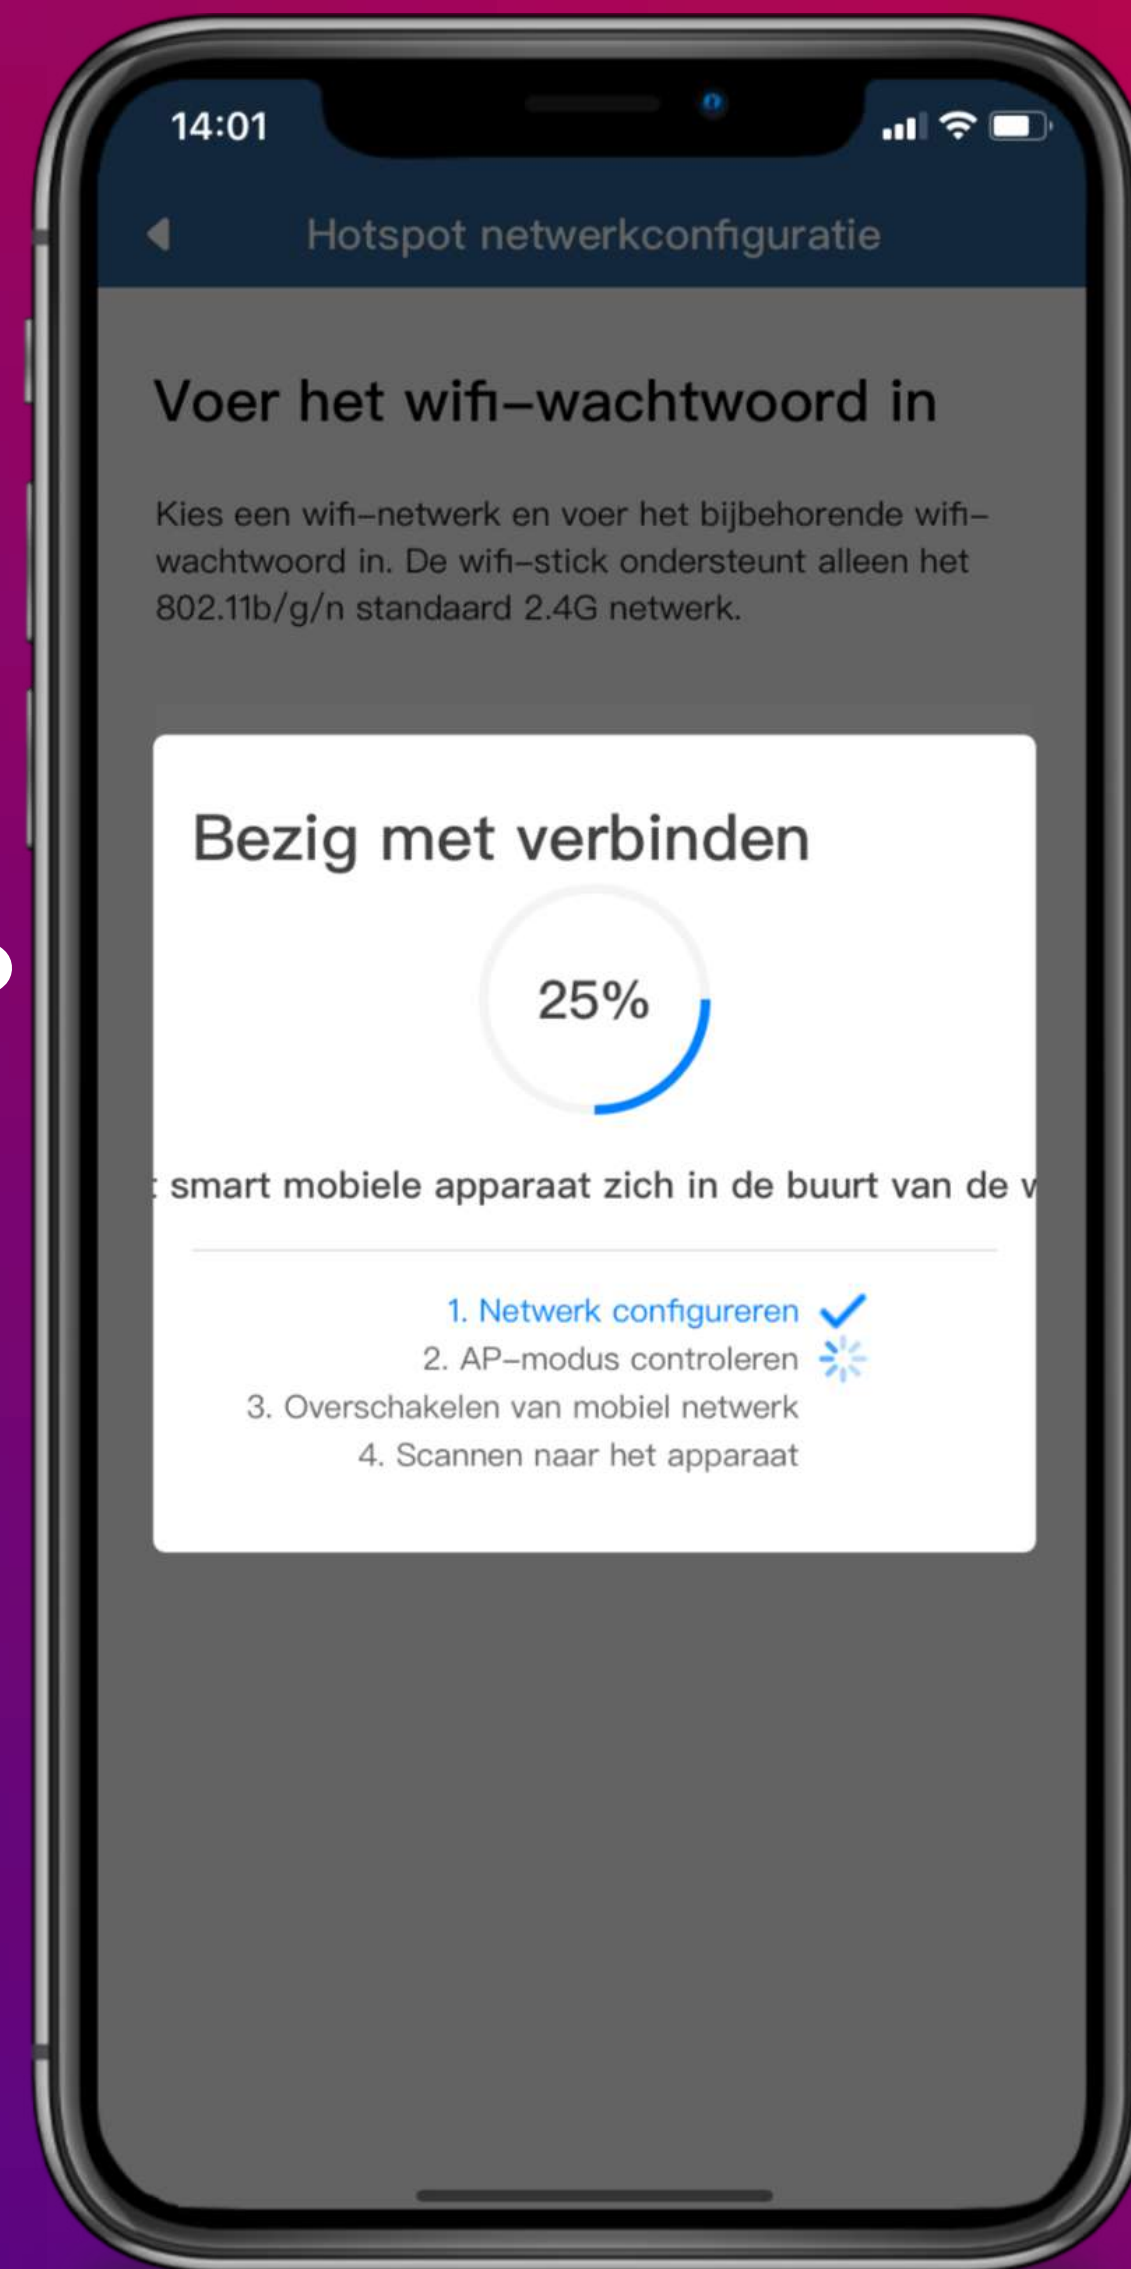 14:01
Hotspot netwerkconfiguratie
Voer het wifi-wachtwoord in
Kies een wifi-netwerk en voer het bijbehorende wifi-
wachtwoord in. De wifi-stick ondersteunt alleen het
802.11b/g/n standaard 2.4G netwerk.
Bezig met verbinden
25%
smart mobiele apparaat zich in de buurt van de
1. Netwerk configureren
2. AP-modus controleren
3. Overschakelen van mobiel netwerk
4. Scannen naar het apparaat